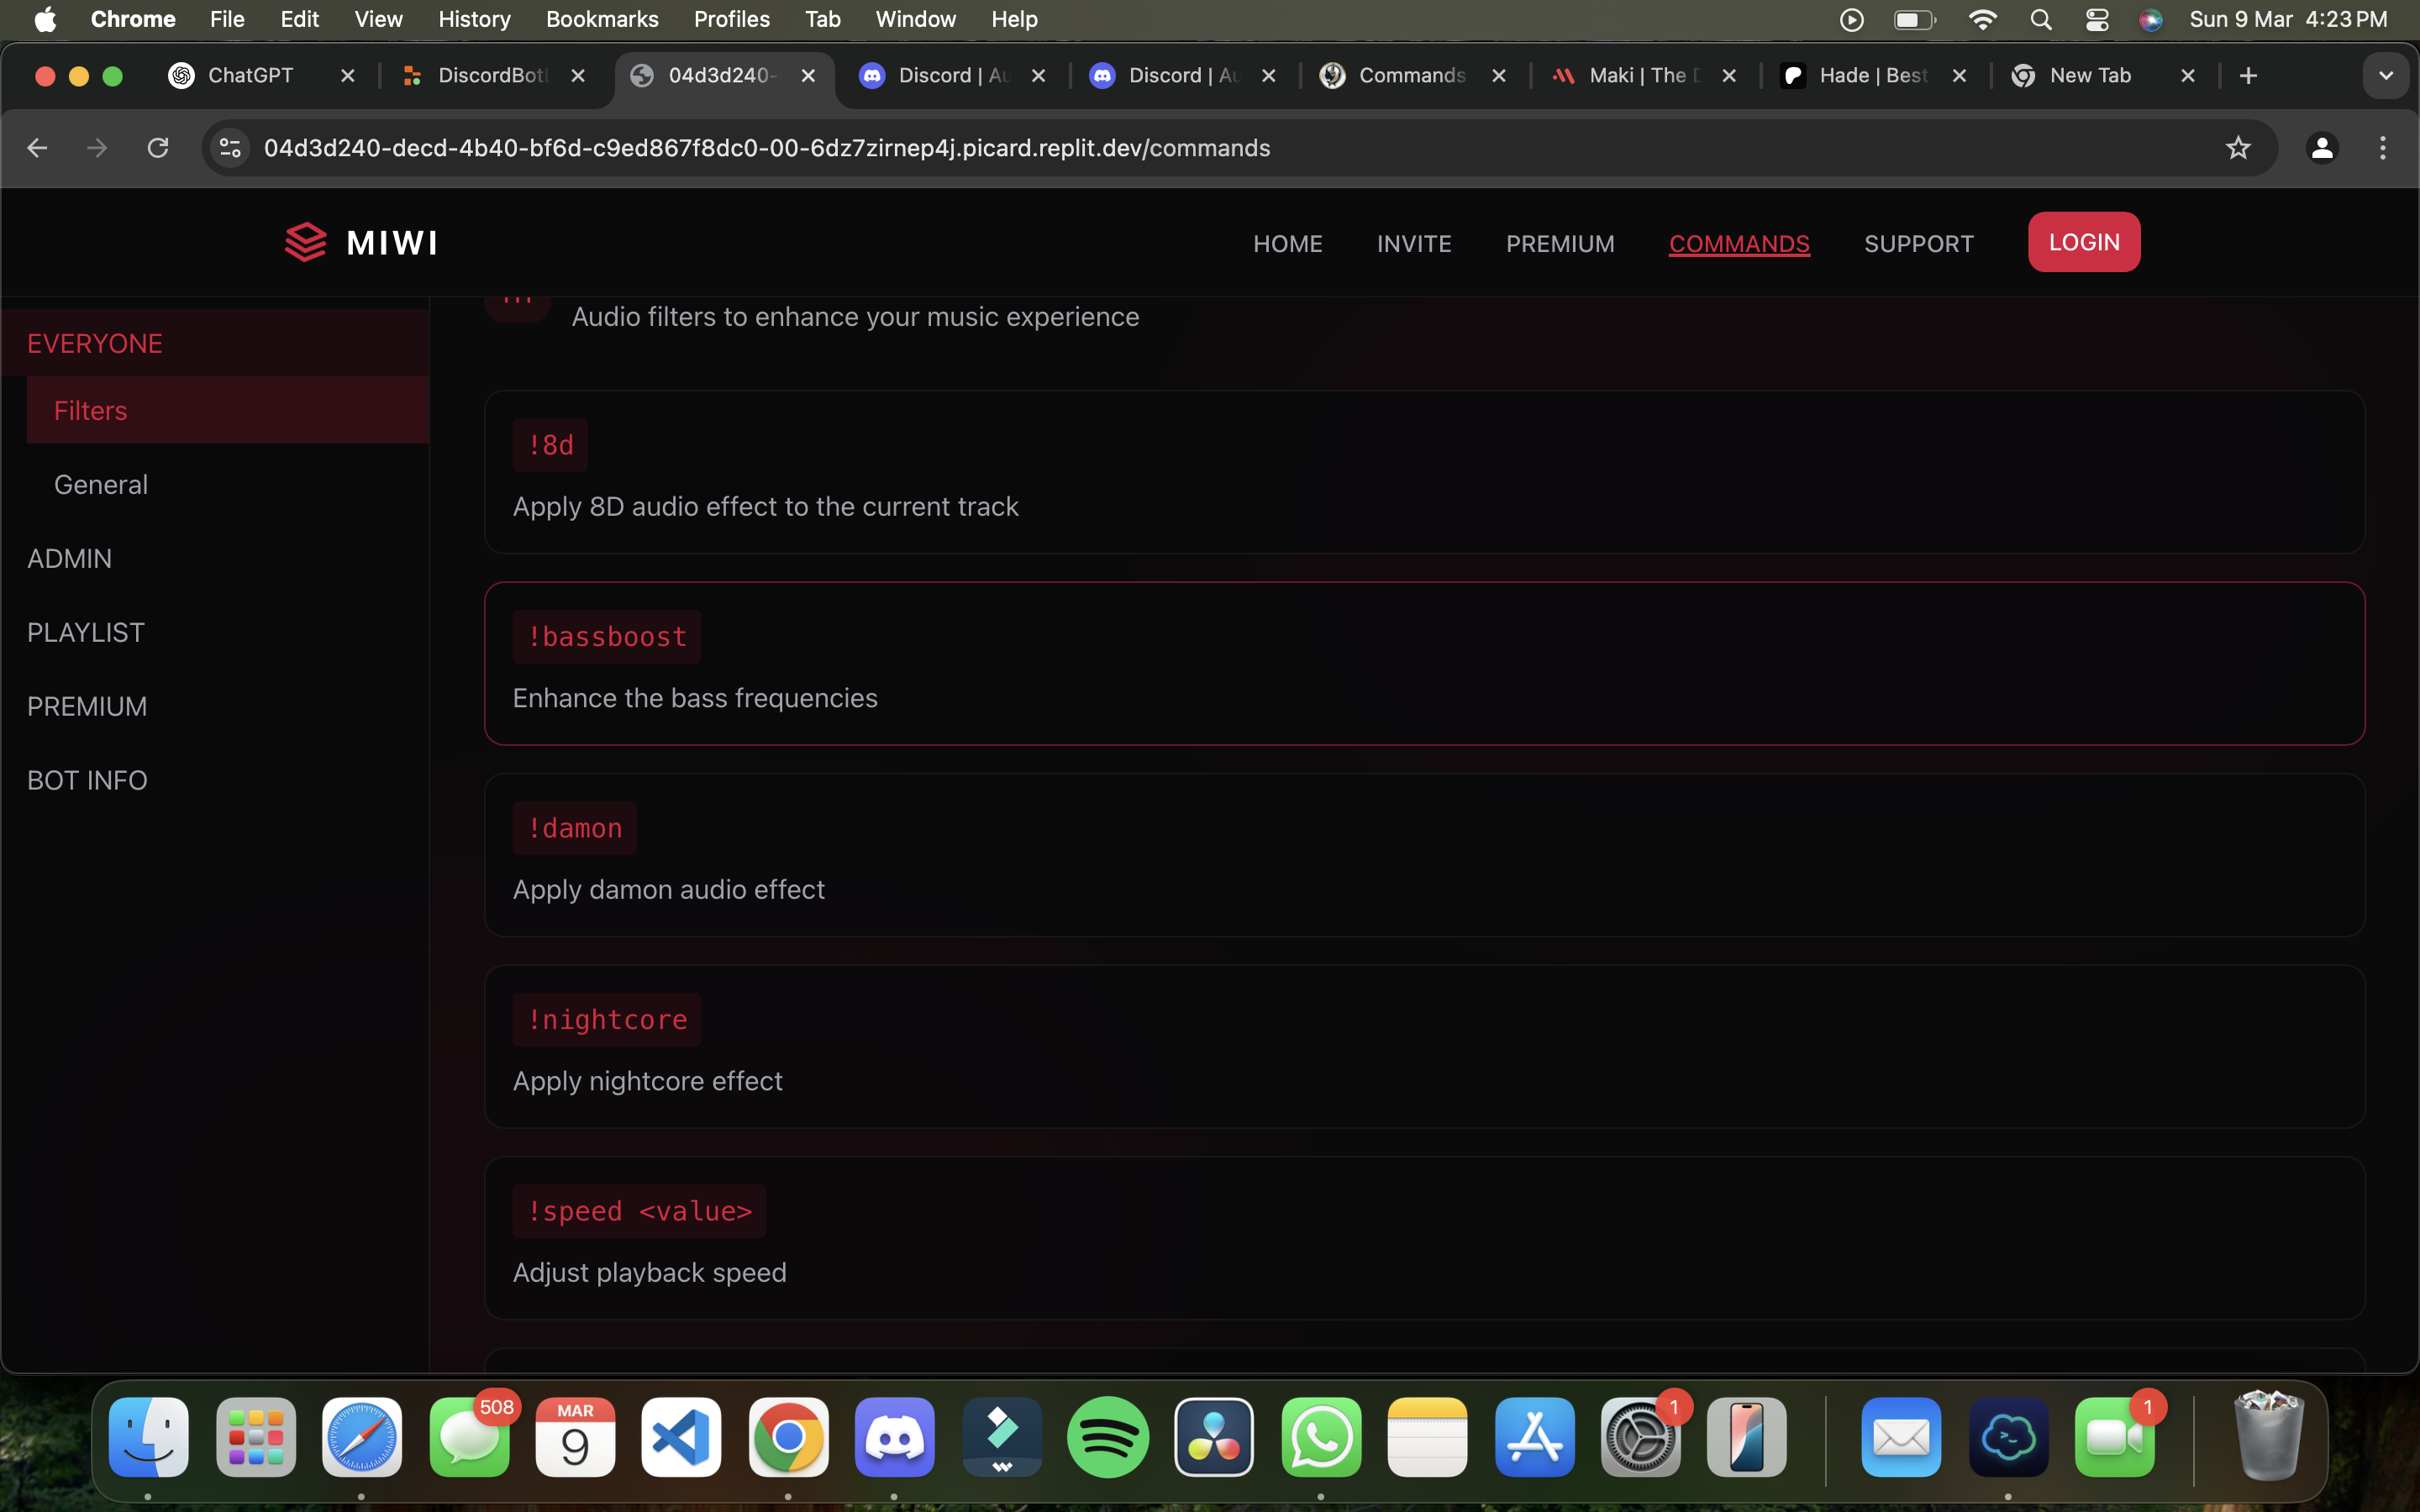 Chrome File Edit View History Bookmarks Profiles Tab Window Help Sun 9 Mar 4:23 PM
ChatGPT DiscordBotL 04d3d240- Discord | Au Discord | Au Commands Maki | The D Hade | Best New Tab
04d3d240-decd-4b40-bf6d-c9ed867f8dc0-00-6dz7zirnep4j.picard.replit.dev/commands
MIWI HOME INVITE PREMIUM COMMANDS SUPPORT LOGIN
EVERYONE
Filters
General
ADMIN
PLAYLIST
PREMIUM
BOT INFO
Audio filters to enhance your music experience
!8d
Apply 8D audio effect to the current track
!bassboost
Enhance the bass frequencies
!damon
Apply damon audio effect
!nightcore
Apply nightcore effect
!speed <value>
Adjust playback speed
508
MAR
9
1
1